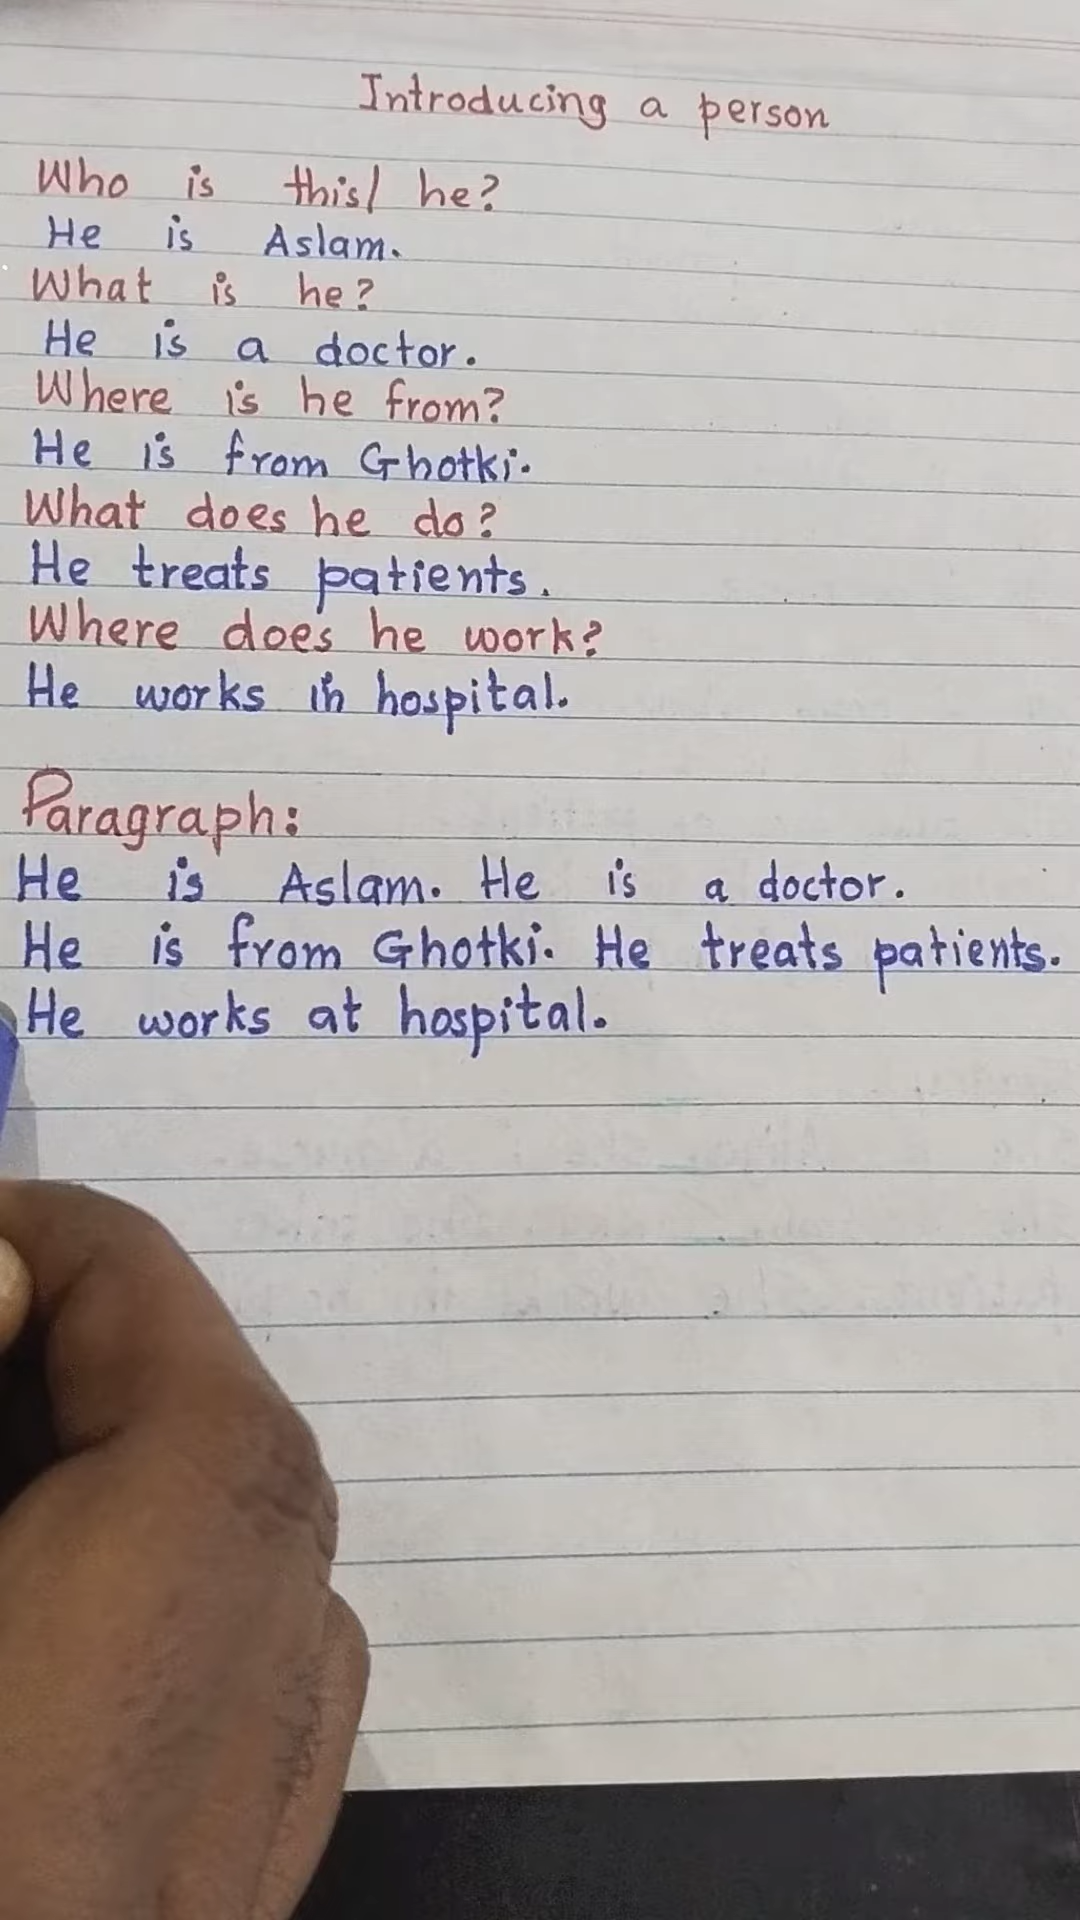 Introducing a person
Who is this/ he?
He is Aslam.
What is he?
He is a doctor.
Where is he from?
He is from Ghotki.
What does he do?
He treats patients.
Where does he work?
He works in hospital.
Paragraph:
He is Aslam. He is a doctor.
He is from Ghotki. He treats patients.
He works at hospital.